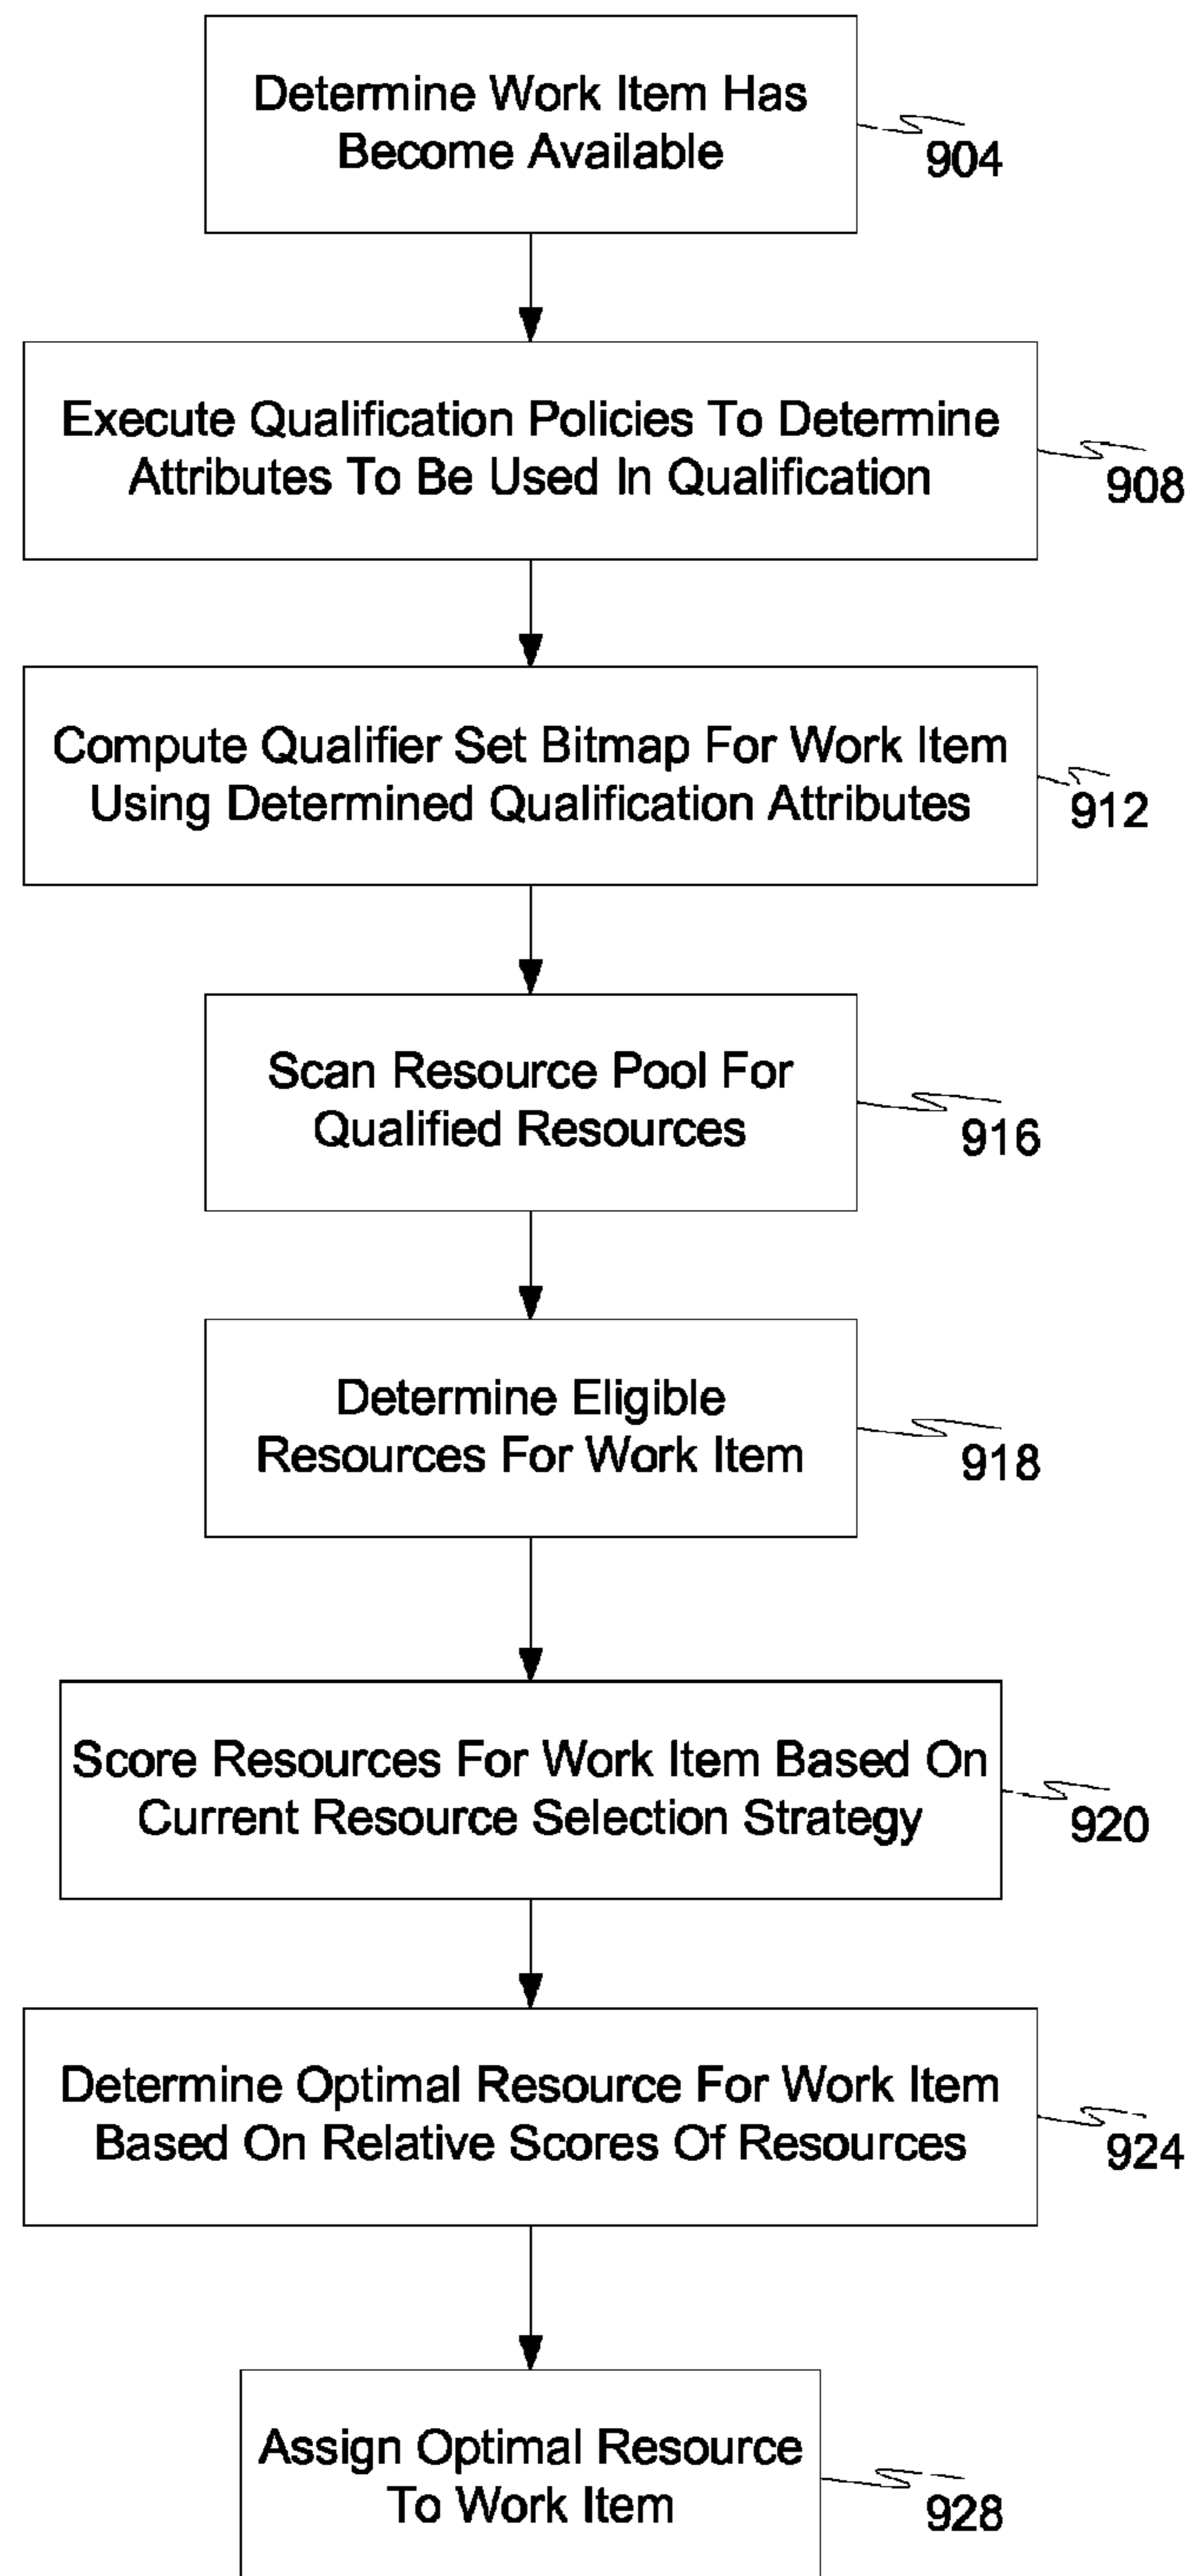 Determine Work Item Has
Become Available
904
Execute Qualification Policies To Determine
Attributes To Be Used In Qualification
908
Compute Qualifier Set Bitmap For Work Item
Using Determined Qualification Attributes
912
Scan Resource Pool For
Qualified Resources
916
Determine Eligible
Resources For Work Item
918
Score Resources For Work Item Based On
Current Resource Selection Strategy
920
Determine Optimal Resource For Work Item
Based On Relative Scores Of Resources
924
Assign Optimal Resource
To Work Item
928